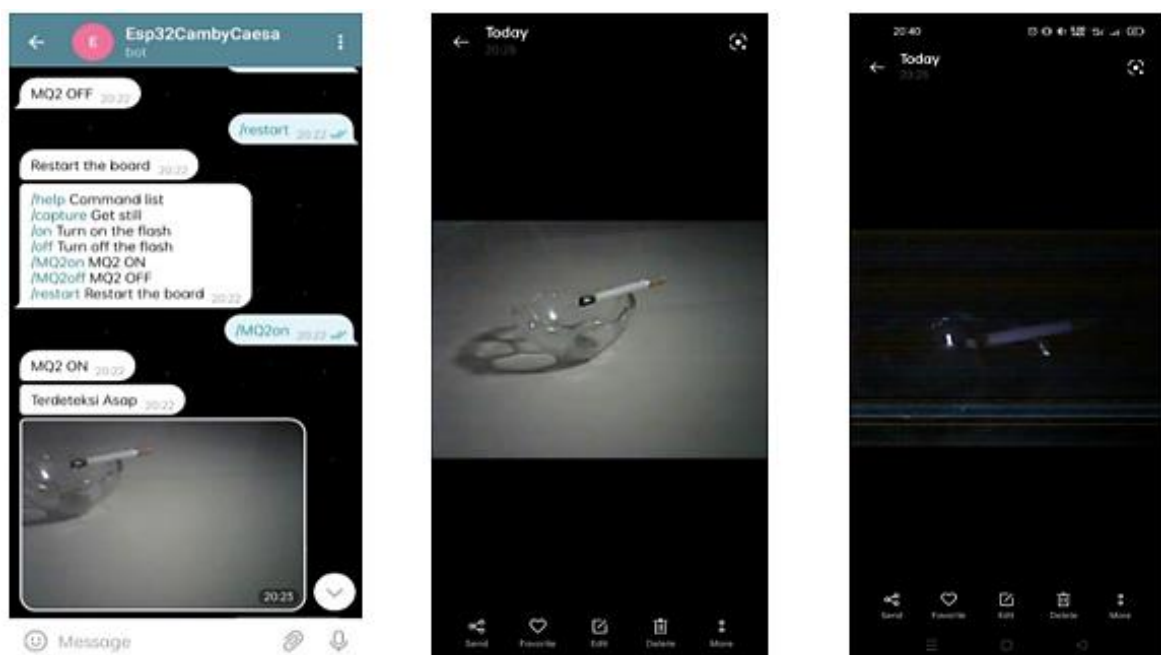 Esp32CambyCaesa
bot
E
MQ2 OFF 20:22
/restart 20:22
Restart the board 20:22
/help Command list
/capture Get still
/on Turn on the flash
/off Turn off the flash
/MQ2on MQ2 ON
/MQ2off MQ2 OFF
/restart Restart the board 20:22
/MQ2on 20:22
MQ2 ON 20:22
Terdeteksi Asap 20:22
20:23
Message
Today
Send Favorite Edit Delete More
20:40
Today
Send Favorite Edit Delete More